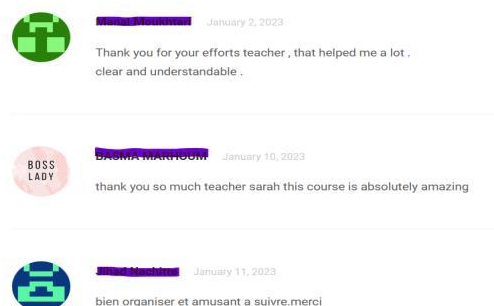 January 2, 2023
Thank you for your efforts teacher , that helped me a lot .
clear and understandable .
BOSS
LADY
January 10, 2023
thank you so much teacher sarah this course is absolutely amazing
January 11, 2023
bien organiser et amusant a suivre.merci